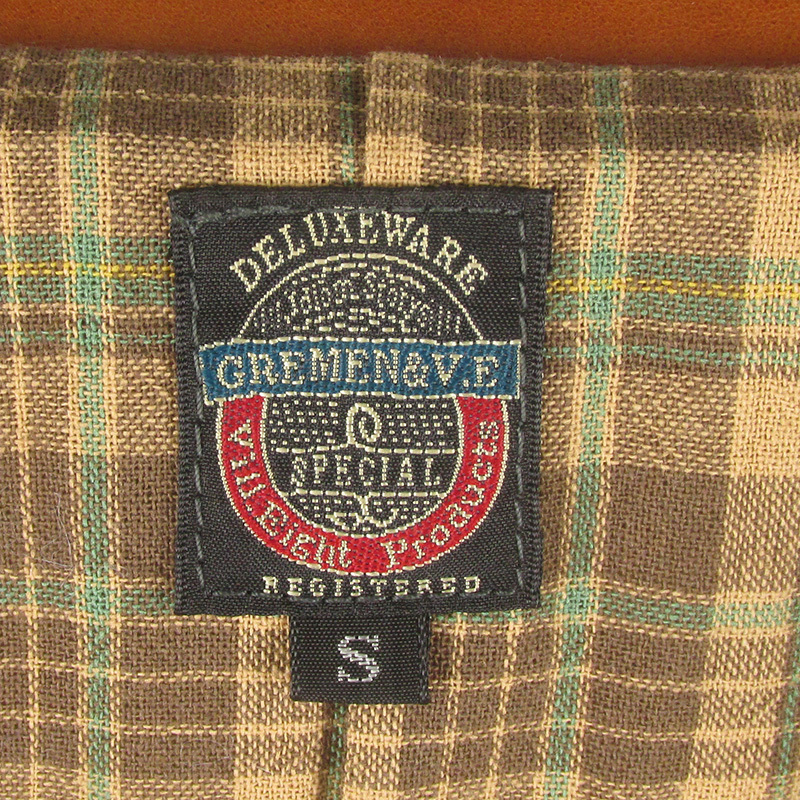 DELUXEWARE
GREMEN&V.E
SPECIAL
All Right Products
REGISTERED
S